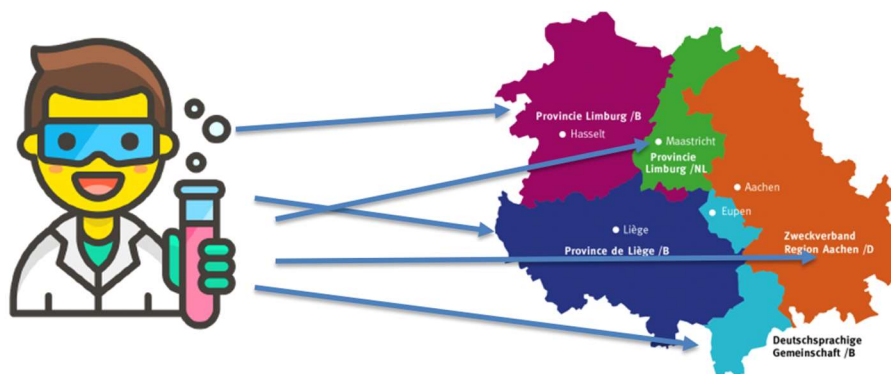 Provincie Limburg /B
Hasselt
Maastricht
Provincie
Limburg /NL
Aachen
Eupen
Liège
Province de Liège /B
Zweckverband
Region Aachen /D
Deutschsprachige
Gemeinschaft /B